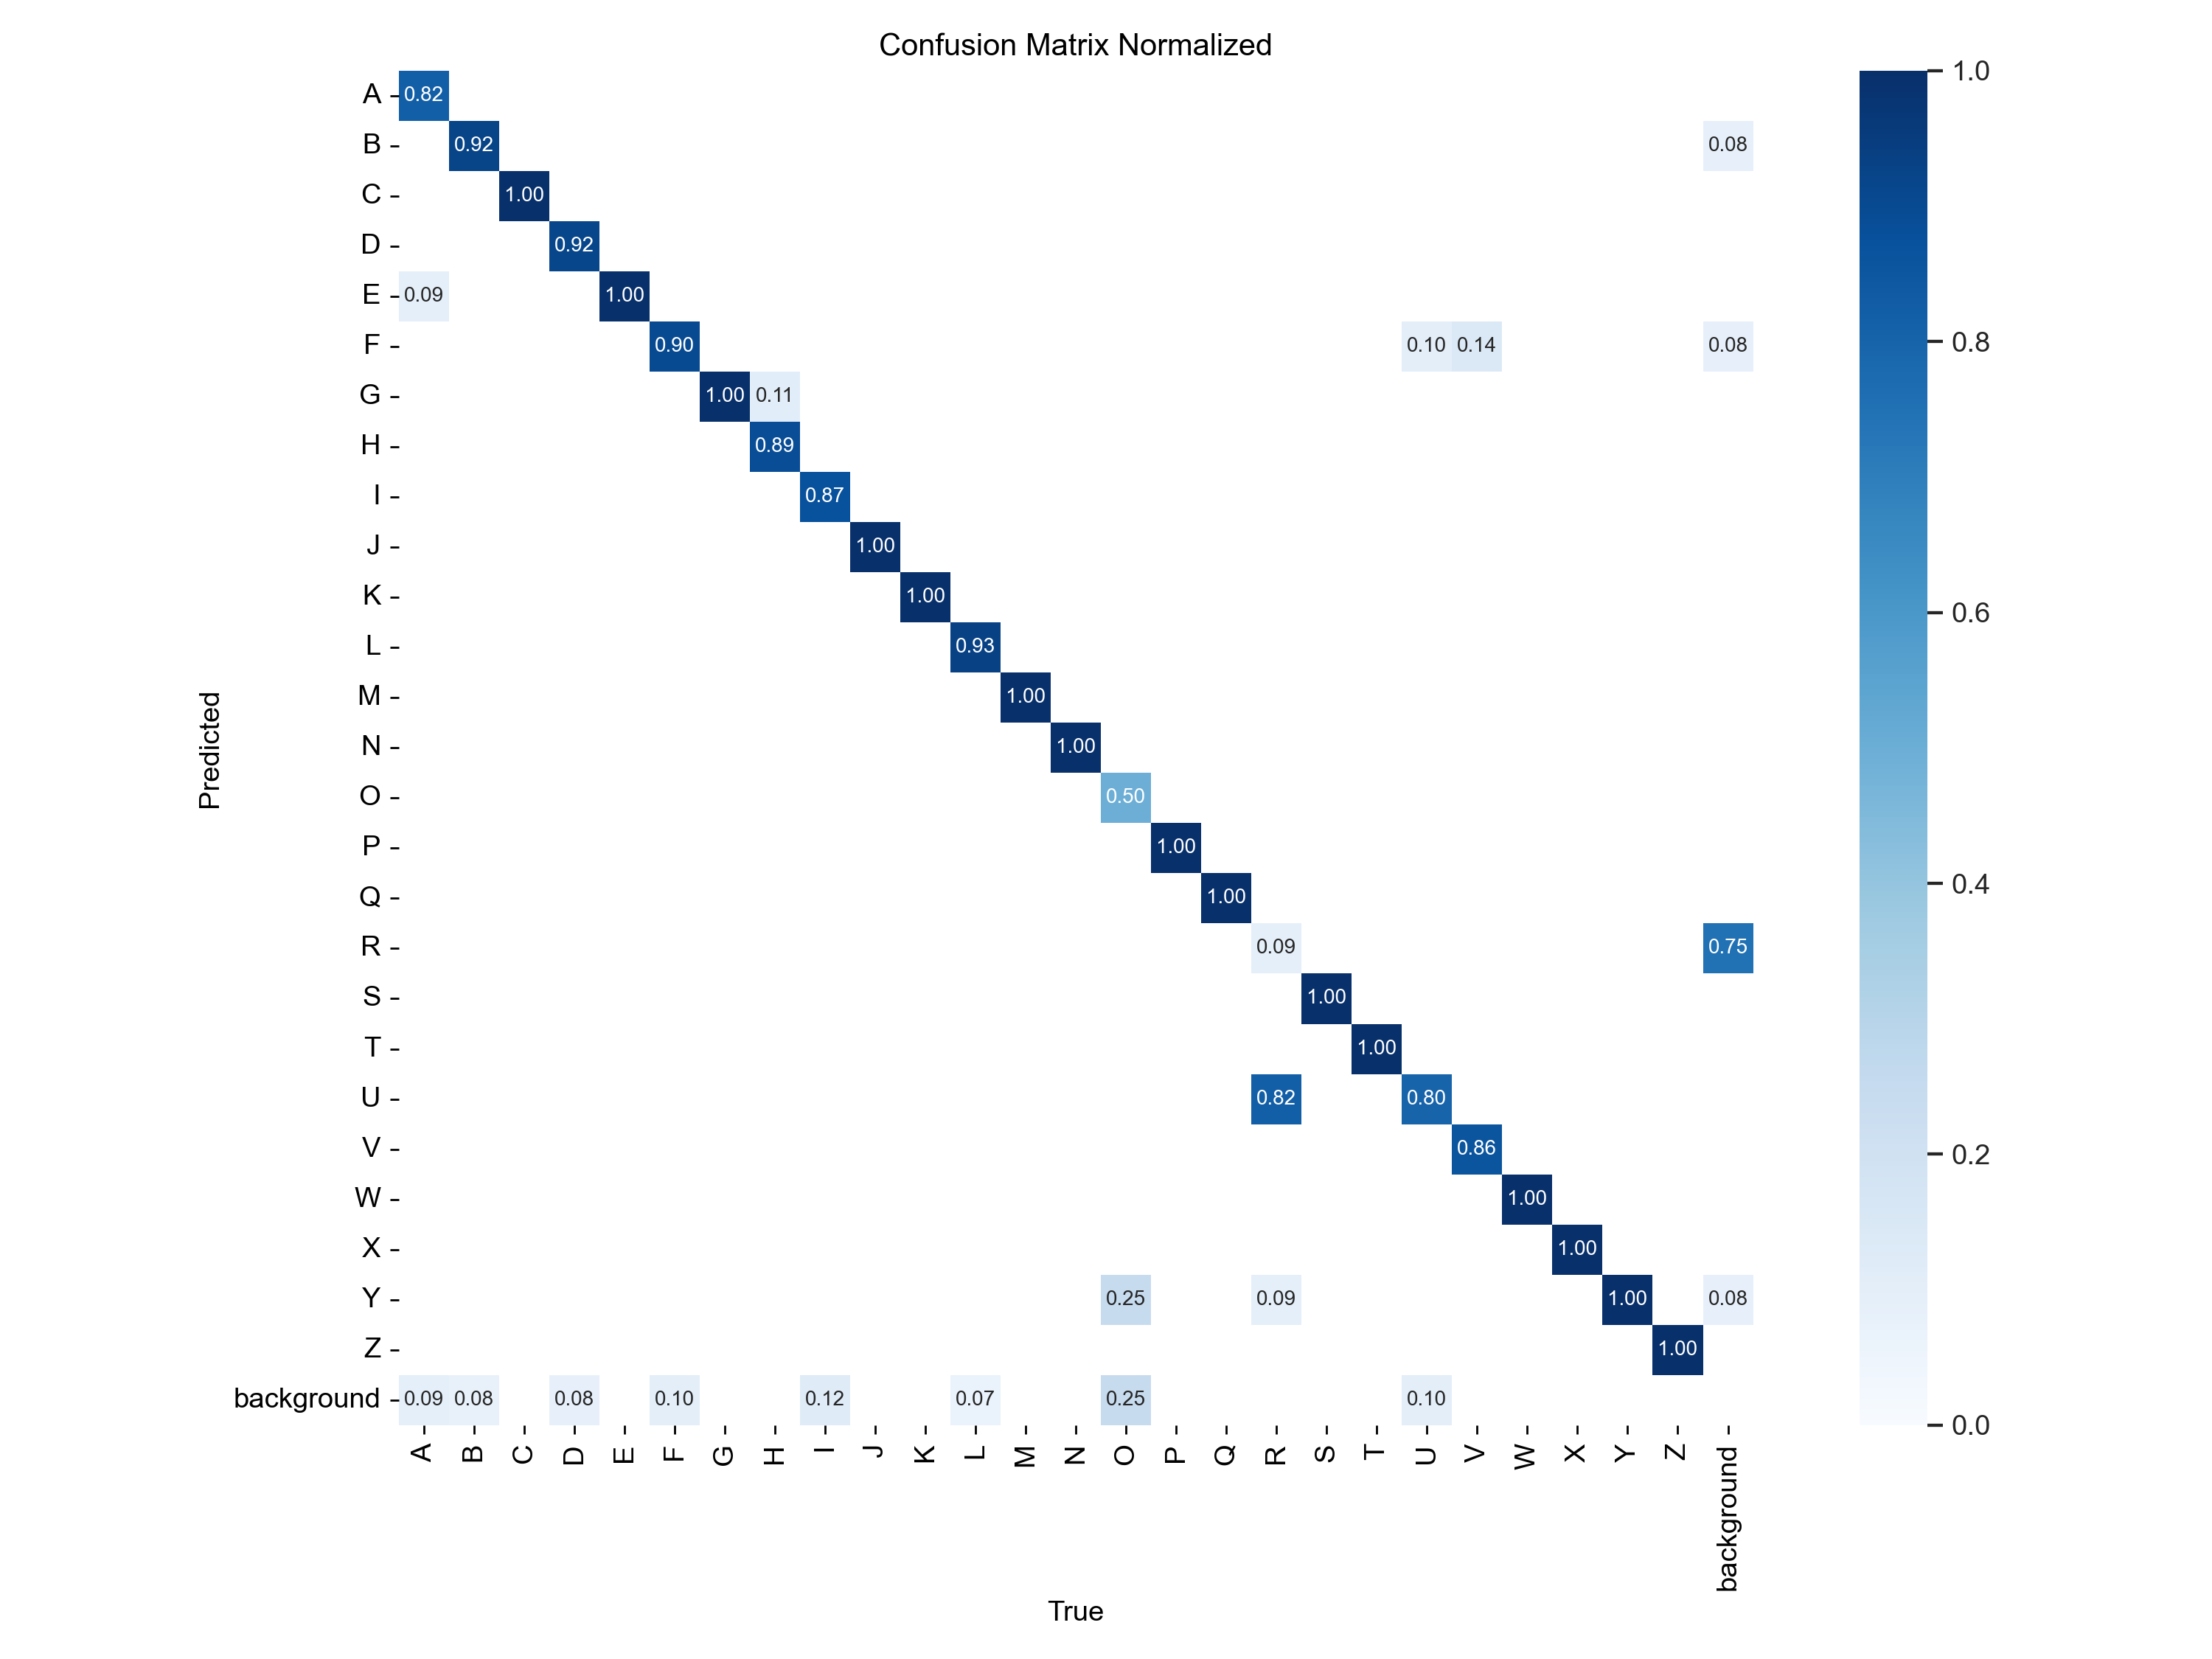 Confusion Matrix Normalized
A 0.82 1.0
B 0.92 0.08
C 1.00
D 0.92
E 0.09 1.00
F 0.90 0.10 0.14 0.08 0.8
G 1.00 0.11
H 0.89
I 0.87
J 1.00
K 1.00 0.6
L 0.93
M 1.00
N 1.00
O 0.50
P 1.00
Q 1.00 0.4
R 0.09 0.75
S 1.00
T 1.00
U 0.82 0.80
V 0.86 0.2
W 1.00
X 1.00
Y 0.25 0.09 1.00 0.08
Z 1.00
background 0.09 0.08 0.08 0.10 0.12 0.07 0.25 0.10 0.0
A B C D E F G H I J K L M N O P Q R S T U V W X Y Z background
Predicted
True